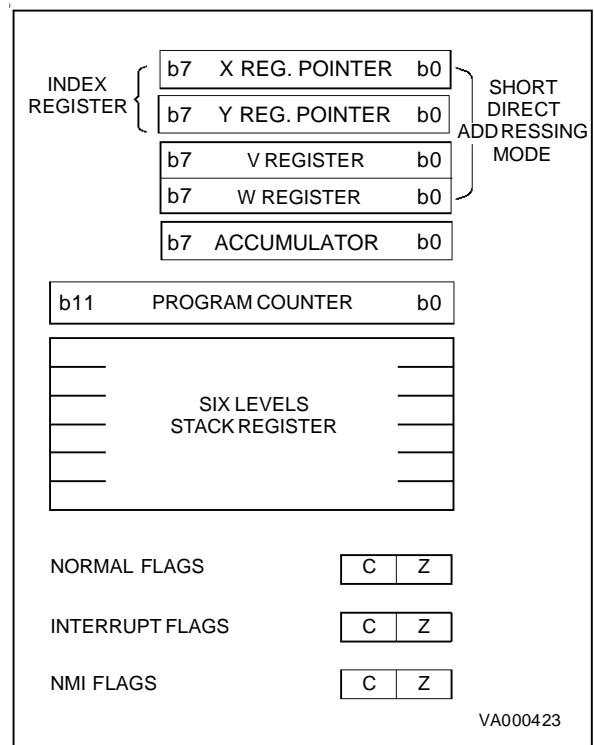 INDEX
REGISTER
b7 X REG. POINTER b0
b7 Y REG. POINTER b0
b7 V REGISTER b0
b7 W REGISTER b0
SHORT
DIRECT
ADDRESSING
MODE
b7 ACCUMULATOR b0
b11 PROGRAM COUNTER b0
SIX LEVELS
STACK REGISTER
NORMAL FLAGS C Z
INTERRUPT FLAGS C Z
NMI FLAGS C Z
VA000423